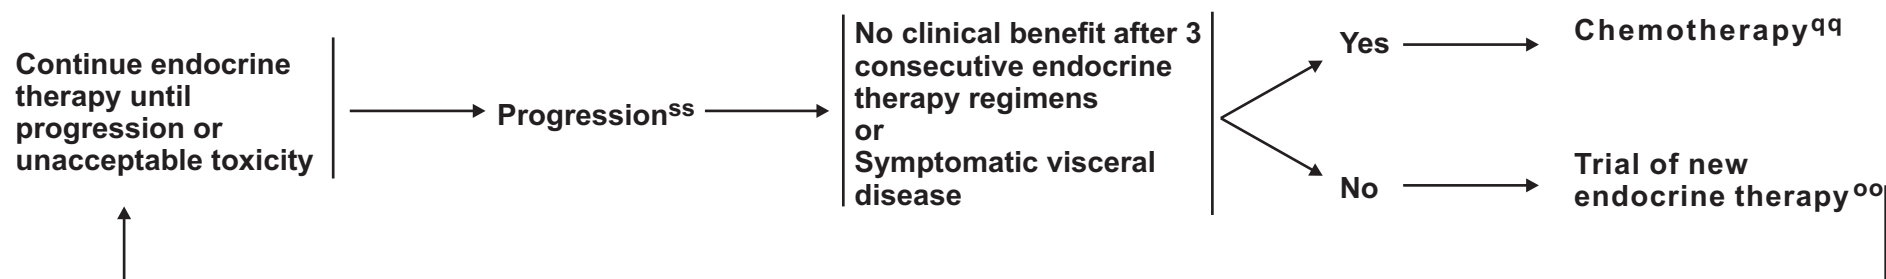 Continue endocrine
therapy until
progression or
unacceptable toxicity
Progressionss
No clinical benefit after 3
consecutive endocrine
therapy regimens
or
Symptomatic visceral
disease
Yes
Chemotherapyqq
No
Trial of new
endocrine therapyoo